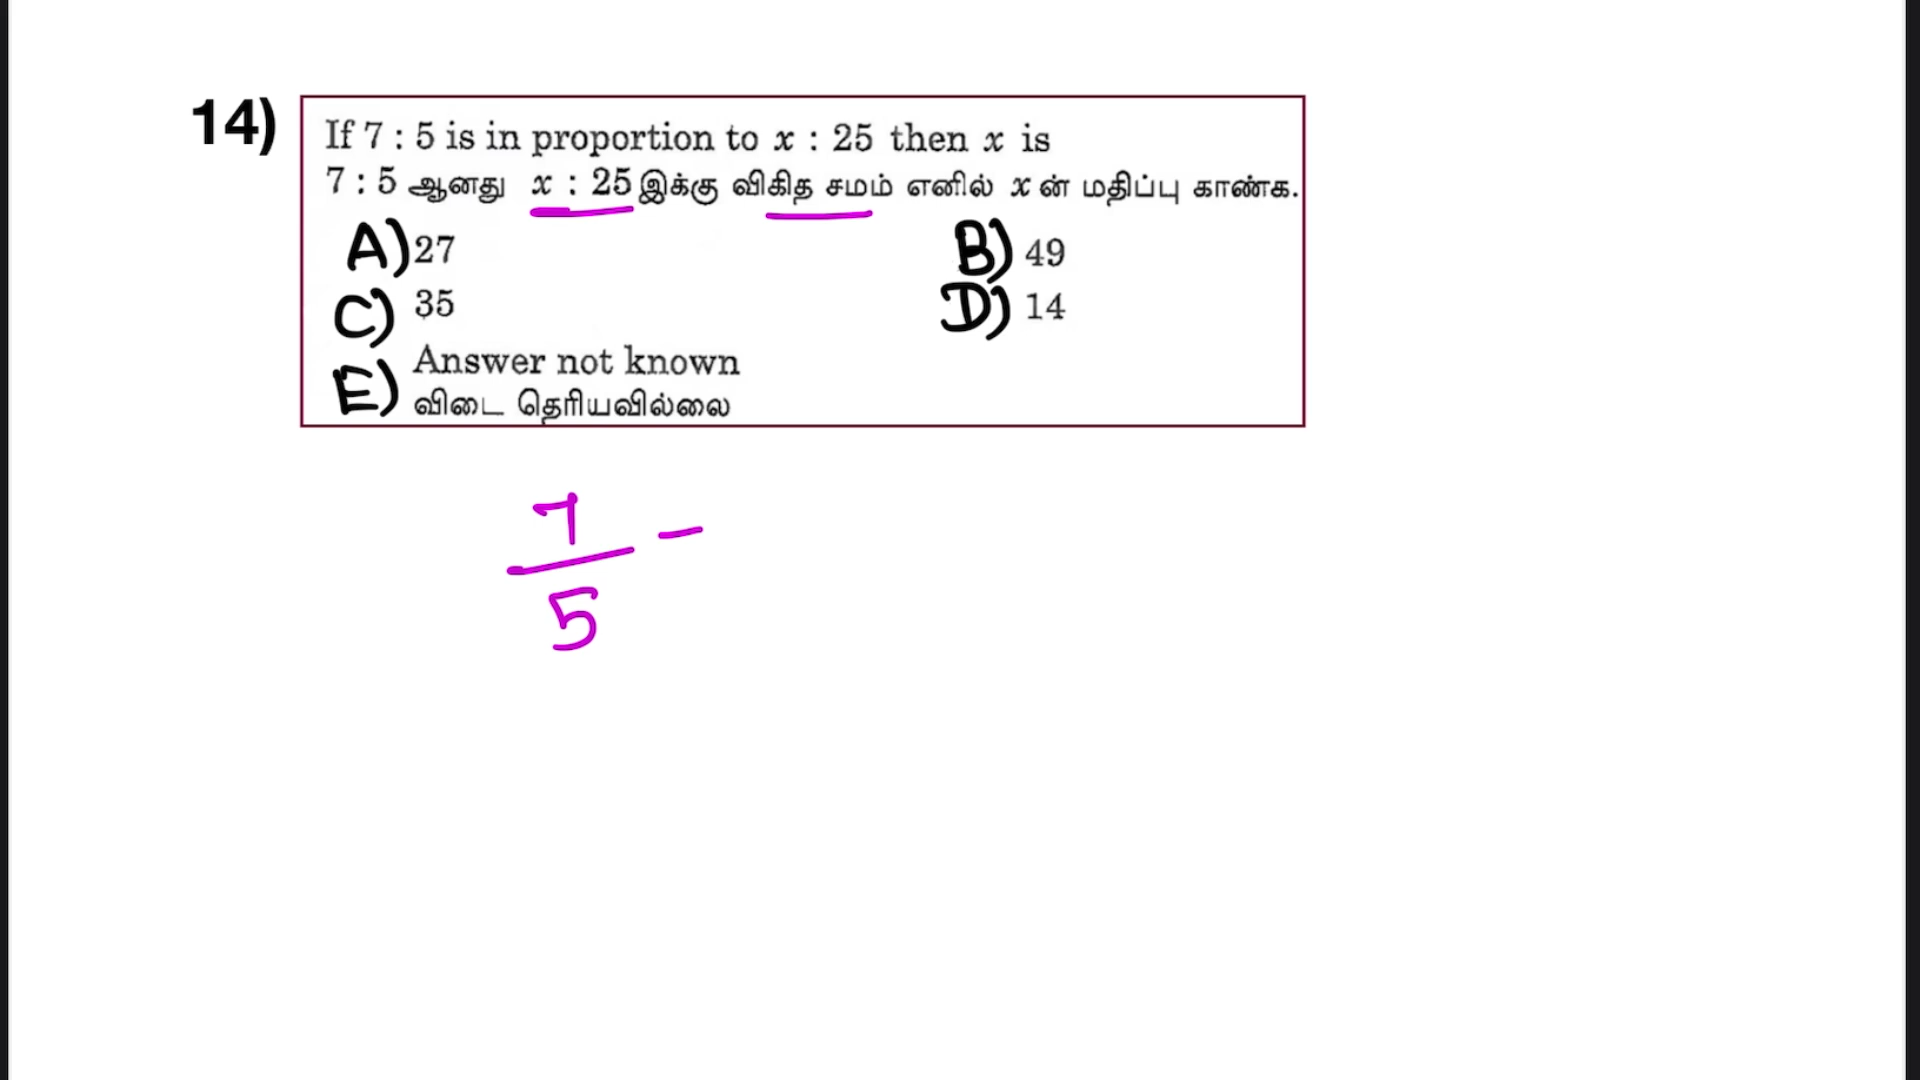 14)
If 7 : 5 is in proportion to x : 25 then x is
7 : 5 ஆனது x : 25 இக்கு விகித சமம் எனில் x ன் மதிப்பு காண்க.
A) 27 B) 49
C) 35 D) 14
E) Answer not known
விடை தெரியவில்லை
7
5 -